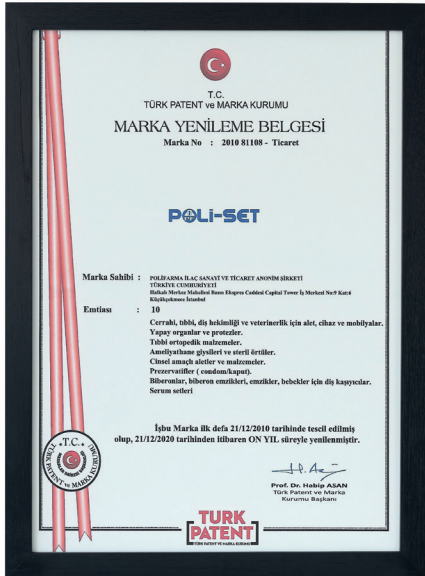 T.C.
TÜRK PATENT ve MARKA KURUMU
MARKA YENİLEME BELGESİ
Marka No : 2010 81108 - Ticaret
POLİ-SET
Marka Sahibi : POLİFARMA İLAÇ SANAYİ VE TİCARET ANONİM ŞİRKETİ
TÜRKİYE CUMHURİYETİ
Halkalı Merkez Mahallesi Basın Ekspres Caddesi Capital Tower İş Merkezi No:9 Kat:6
Küçükçekmece İstanbul
Emtiası : 10
Cerrahi, tıbbi, diş hekimliği ve veterinerlik için alet, cihaz ve mobilyalar.
Yapay organlar ve protezler.
Tıbbi ortopedik malzemeler.
Ameliyathane giysileri ve steril örtüler.
Cinsel amaçlı aletler ve malzemeler.
Prezervatifler ( condom/kaput).
Biberonlar, biberon emzikleri, emzikler, bebekler için diş kaşıyıcılar.
Serum setleri
İşbu Marka ilk defa 21/12/2010 tarihinde tescil edilmiş
olup, 21/12/2020 tarihinden itibaren ON YIL süreyle yenilenmiştir.
.T.C.
TÜRK PATENT ve MARKA KURUMU
Prof. Dr. Habip ASAN
Türk Patent ve Marka
Kurumu Başkanı
TURK
PATENT
TÜRK PATENT VE MARKA KURUMU